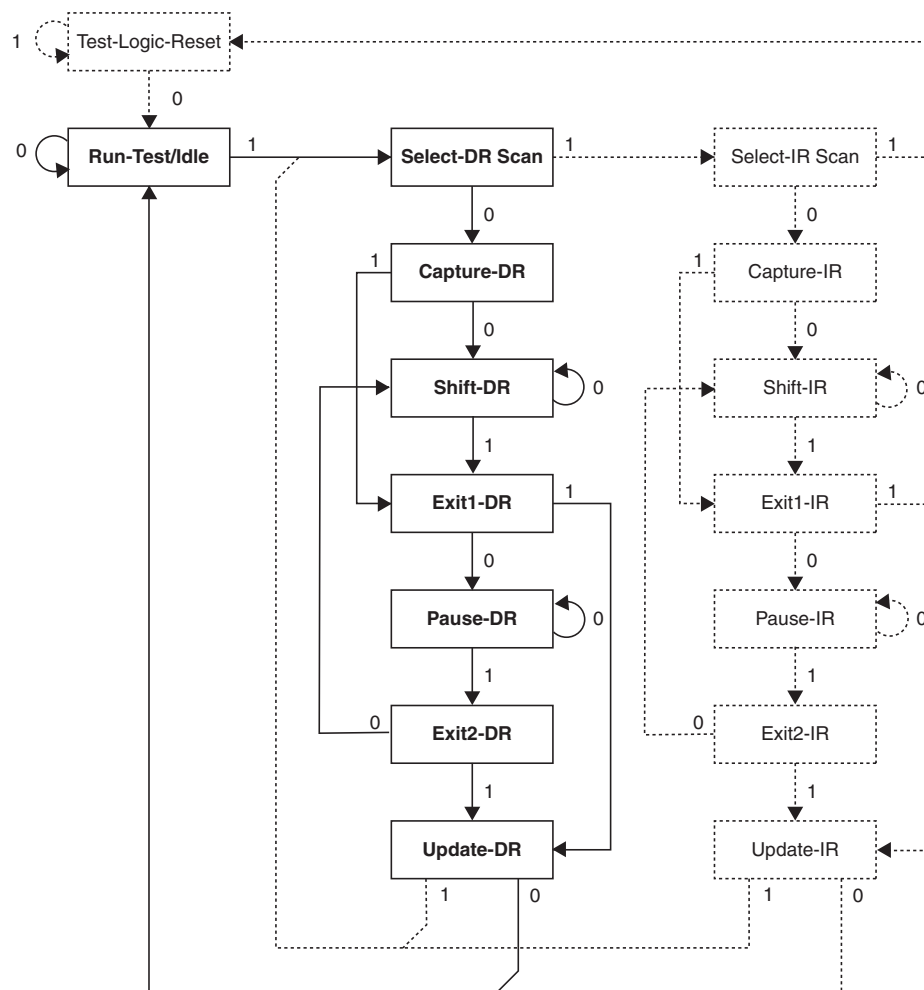 1 Test-Logic-Reset
0
0 Run-Test/Idle 1 Select-DR Scan 1 Select-IR Scan 1
0 0
1 Capture-DR 1 Capture-IR
0 0
Shift-DR 0 Shift-IR 0
1 1
Exit1-DR 1 Exit1-IR 1
0 0
Pause-DR 0 Pause-IR 0
1 1
0 Exit2-DR 0 Exit2-IR
1 1
Update-DR Update-IR
1 0 1 0